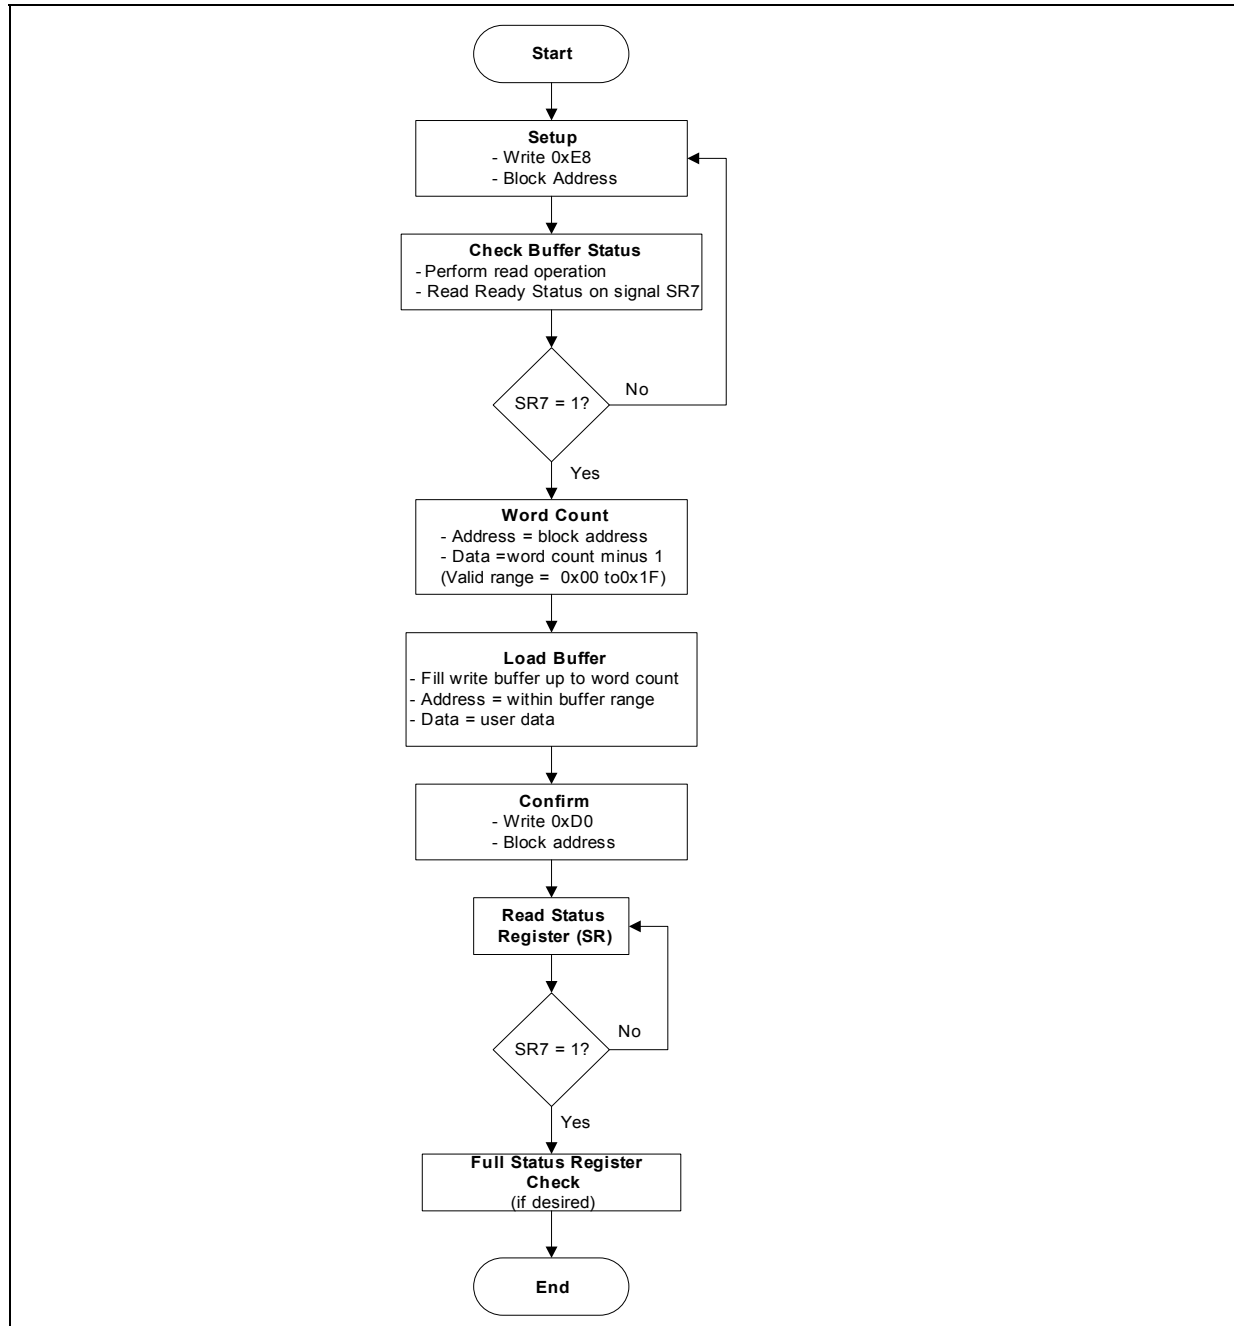 Start
Setup
- Write 0xE8
- Block Address
Check Buffer Status
- Perform read operation
- Read Ready Status on signal SR7
SR7 = 1?
No
Yes
Word Count
- Address = block address
- Data =word count minus 1
(Valid range = 0x00 to0x1F)
Load Buffer
- Fill write buffer up to word count
- Address = within buffer range
- Data = user data
Confirm
- Write 0xD0
- Block address
Read Status
Register (SR)
SR7 = 1?
No
Yes
Full Status Register
Check
(if desired)
End